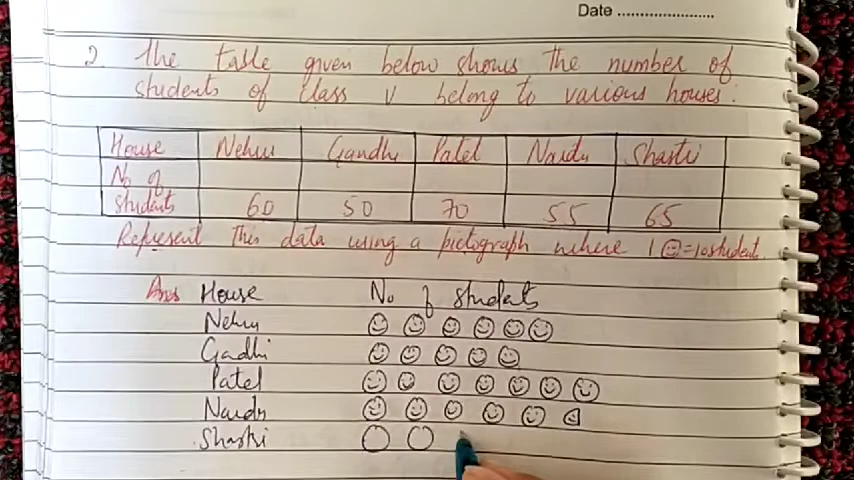 Date ......................
2. The table given below shows the number of
students of class V belong to various houses.
House Nehru Gandhi Patel Naidu Shastri
No of
Students 60 50 70 55 65
Represent this data using a pictograph where 1 ☺=10 student
Ans House No of students
Nehru
Gadhi
Patel
Naidu
Shastri